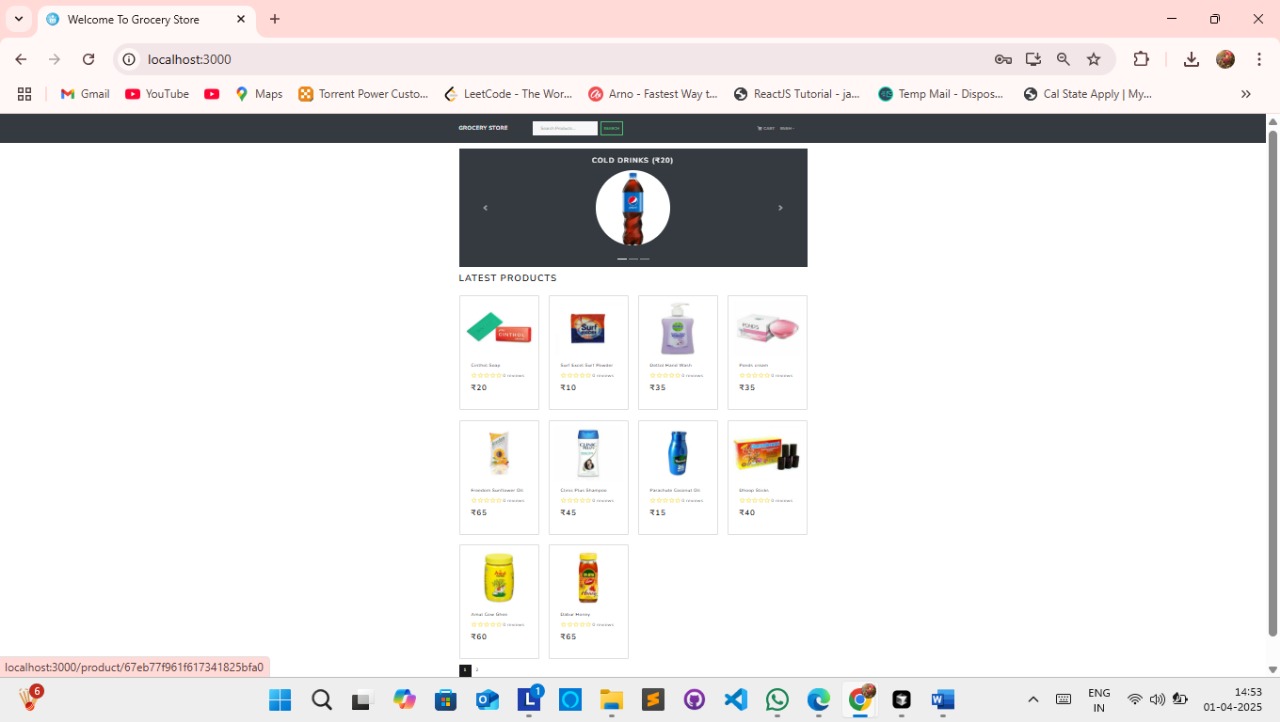 Welcome To Grocery Store
localhost:3000
Gmail YouTube Maps Torrent Power Custo... LeetCode - The Wor... Arno - Fastest Way t... ReactJS Tutorial - ja... Temp Mail - Dispos... Cal State Apply | My...
GROCERY STORE Search Products... SEARCH CART
COLD DRINKS (₹20)
LATEST PRODUCTS
Cinthol Soap Surf Excel Surf Powder Dettol Hand Wash Ponds cream
0 reviews 0 reviews 0 reviews 0 reviews
₹20 ₹10 ₹35 ₹35
Freedom Sunflower Oil Clinic Plus Shampoo Parachute Coconut Oil Dhoop Sticks
0 reviews 0 reviews 0 reviews 0 reviews
₹65 ₹45 ₹15 ₹40
Amul Cow Ghee Dabur Honey
0 reviews 0 reviews
₹60 ₹65
localhost:3000/product/67eb77f961f617341825bfa0
1 2
6 1 ENG 14:53
IN 01-04-2025